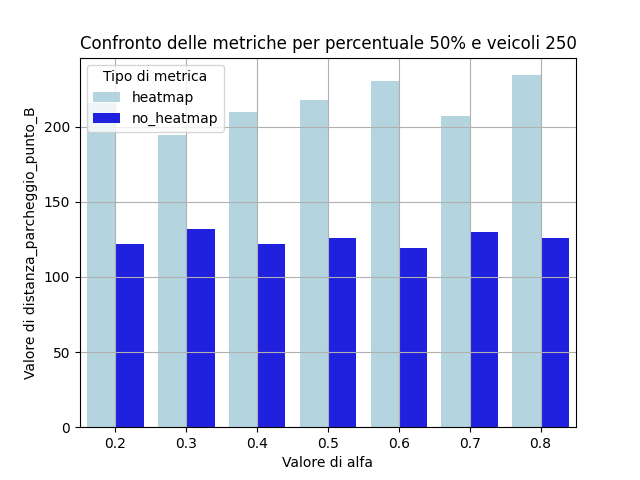 Confronto delle metriche per percentuale 50% e veicoli 250
Tipo di metrica
heatmap
no_heatmap
Valore di distanza_parcheggio_punto_B
200
150
100
50
0
0.2 0.3 0.4 0.5 0.6 0.7 0.8
Valore di alfa